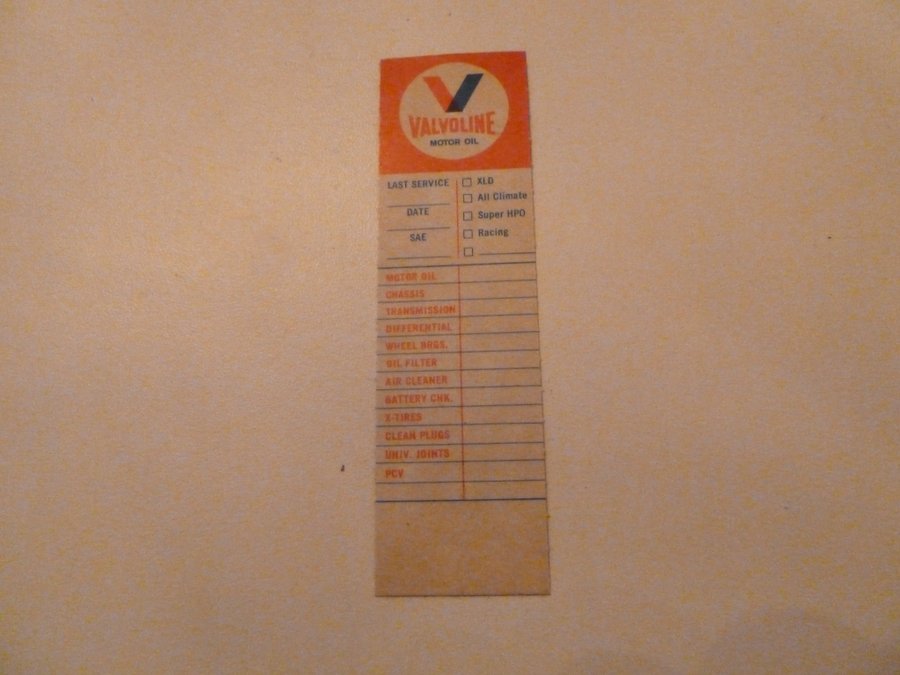 V
VALVOLINE
MOTOR OIL
LAST SERVICE
DATE
SAE
XLD
All Climate
Super HPO
Racing
MOTOR OIL
CHASSIS
TRANSMISSION
DIFFERENTIAL
WHEEL BRGS.
OIL FILTER
AIR CLEANER
BATTERY CHK.
X-TIRES
CLEAN PLUGS
UNIV. JOINTS
PCV